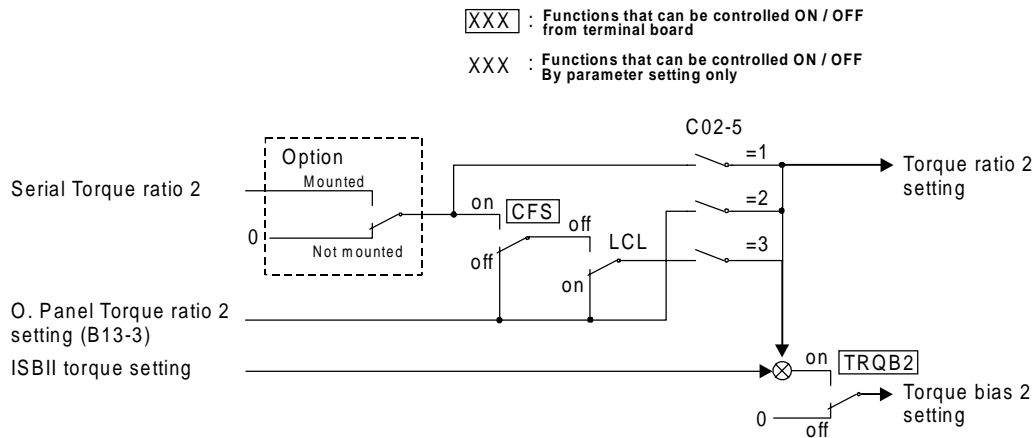 XXX : Functions that can be controlled ON / OFF
from terminal board
XXX : Functions that can be controlled ON / OFF
By parameter setting only
C02-5
Option
Mounted
=1
Torque ratio 2
setting
Serial Torque ratio 2
on
CFS
=2
off
LCL
0
Not mounted
off
=3
on
O. Panel Torque ratio 2
setting (B13-3)
ISBII torque setting
on
TRQB2
Torque bias 2
setting
0
off